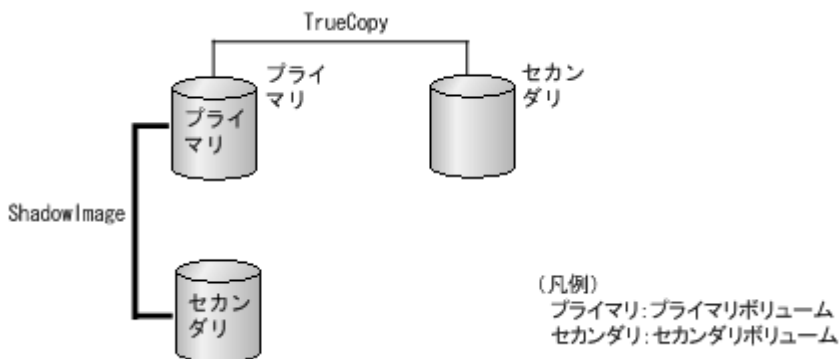 TrueCopy
プライ
マリ
セカン
ダリ
プライ
マリ
ShadowImage
セカン
ダリ
(凡例)
プライマリ:プライマリボリューム
セカンダリ:セカンダリボリューム